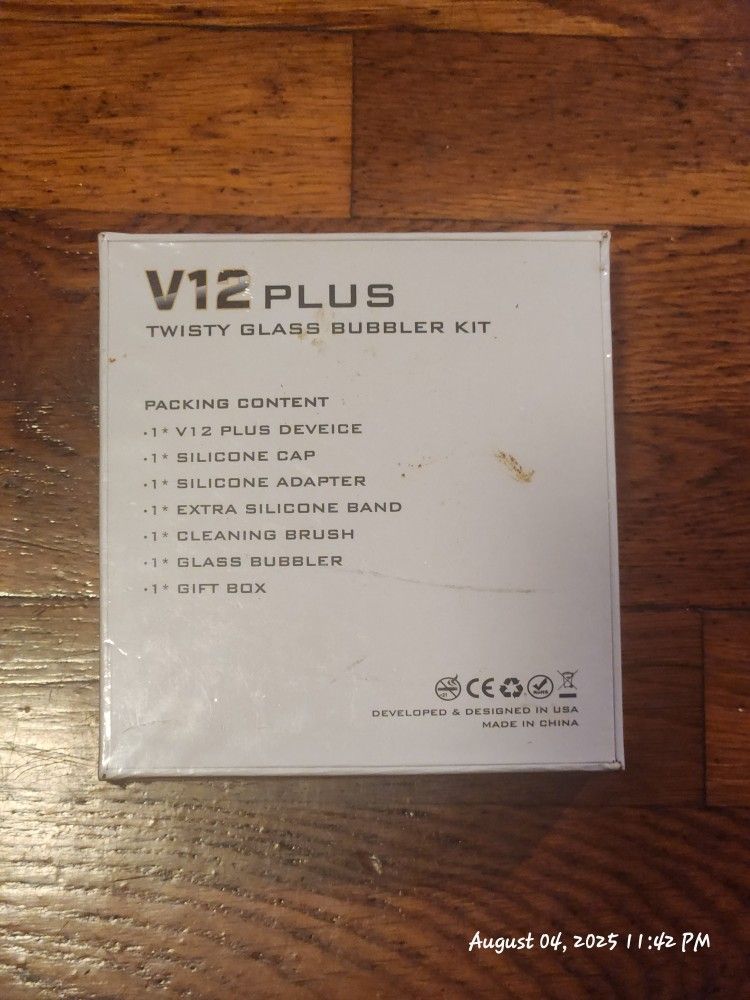 V12 PLUS
TWISTY GLASS BUBBLER KIT
PACKING CONTENT
·1* V12 PLUS DEVEICE
·1* SILICONE CAP
·1* SILICONE ADAPTER
·1* EXTRA SILICONE BAND
·1* CLEANING BRUSH
·1* GLASS BUBBLER
·1* GIFT BOX
-21 CE RoHS
DEVELOPED & DESIGNED IN USA
MADE IN CHINA
August 04, 2025 11:42 PM